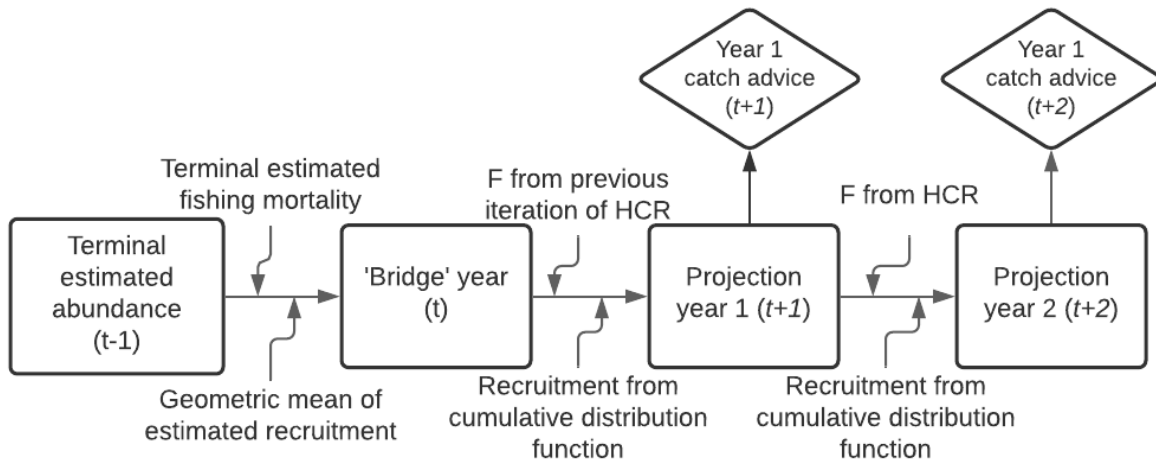 Year 1
catch advice
(t+1)
Year 1
catch advice
(t+2)
Terminal estimated
fishing mortality
F from previous
iteration of HCR
F from HCR
Terminal
estimated
abundance
(t-1)
'Bridge' year
(t)
Projection
year 1 (t+1)
Projection
year 2 (t+2)
Geometric mean of
estimated recruitment
Recruitment from
cumulative distribution
function
Recruitment from
cumulative distribution
function